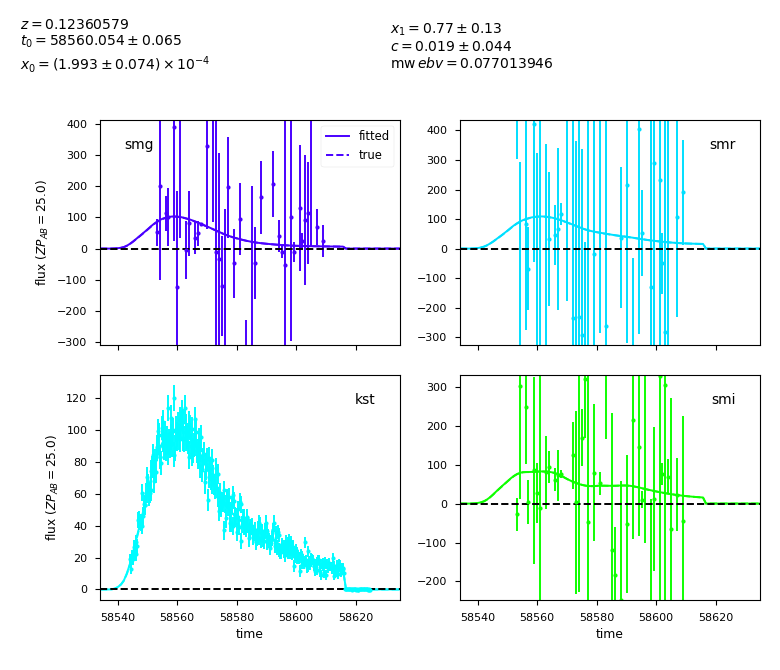 z = 0.12360579
t₀ = 58560.054 ± 0.065
x₀ = (1.993 ± 0.074) × 10⁻⁴
x₁ = 0.77 ± 0.13
c = 0.019 ± 0.044
mw ebv = 0.077013946
400
300
200
100
0
−100
−200
−300
flux (ZP_AB = 25.0)
smg
fitted
true
400
300
200
100
0
−100
−200
−300
smr
120
100
80
60
40
20
0
flux (ZP_AB = 25.0)
kst
58540 58560 58580 58600 58620
time
300
200
100
0
−100
−200
smi
58540 58560 58580 58600 58620
time